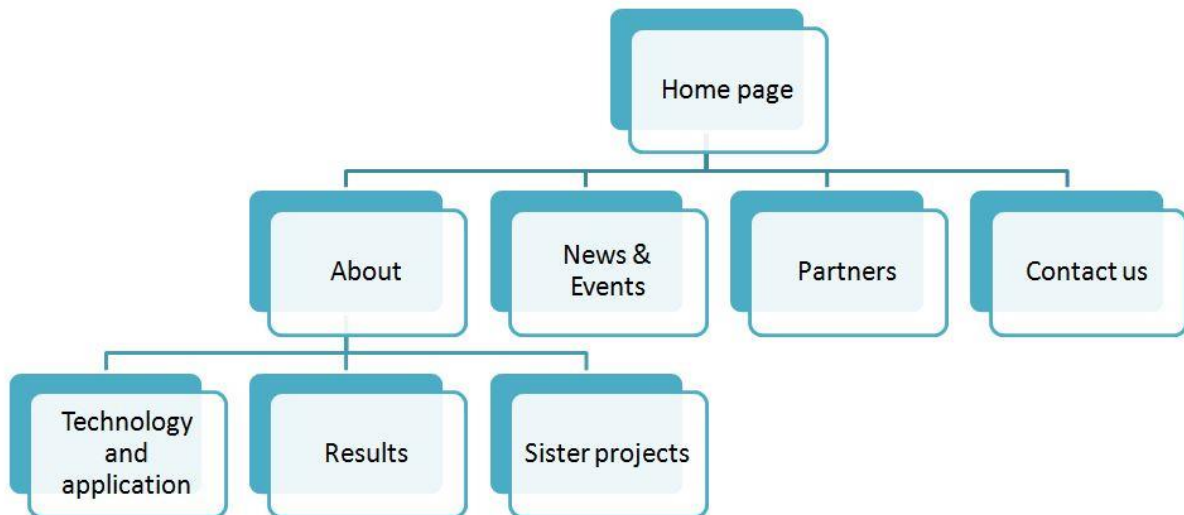 Home page
About
News &
Events
Partners
Contact us
Technology
and
application
Results
Sister projects